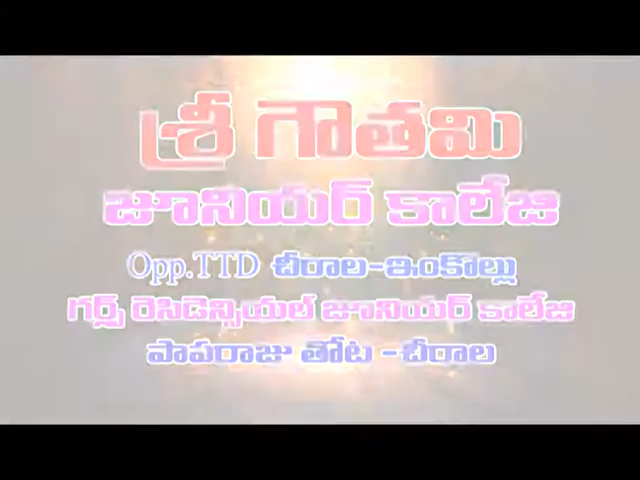 శ్రీ గౌతమి
జూనియర్ కాలేజి
Opp.TTD చీరాల-ఇంకొల్లు
గర్ల్స్ రెసిడెన్సియల్ జూనియర్ కాలేజి
పాపరాజు తోట - చీరాల